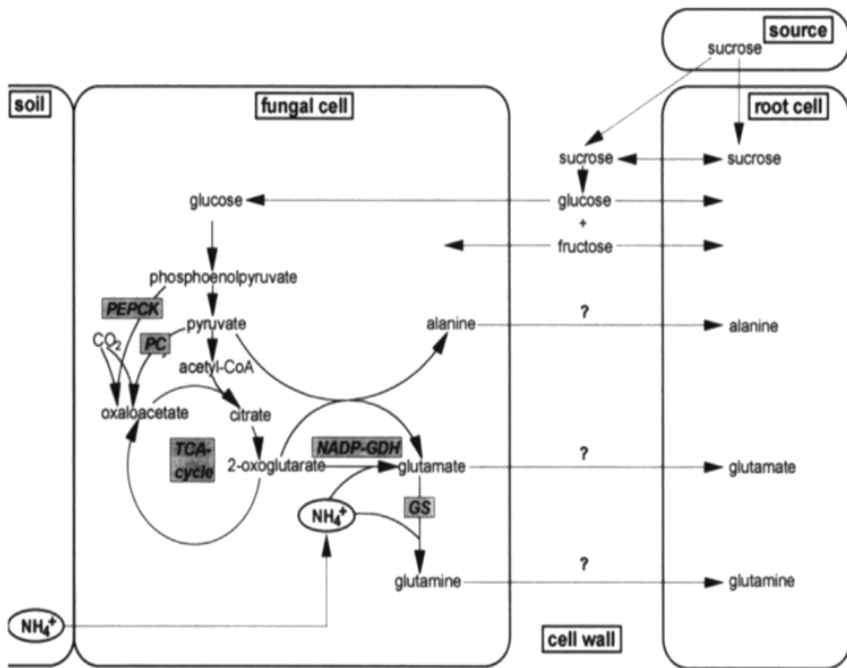 source
sucrose
soil
fungal cell
root cell
sucrose
sucrose
glucose
glucose
+
fructose
phosphoenolpyruvate
PEPCK
pyruvate
alanine
?
alanine
CO2
PC
acetyl-CoA
oxaloacetate
citrate
TCA-
cycle
NADP-GDH
2-oxoglutarate
glutamate
?
glutamate
NH4+
GS
glutamine
?
glutamine
NH4+
cell wall